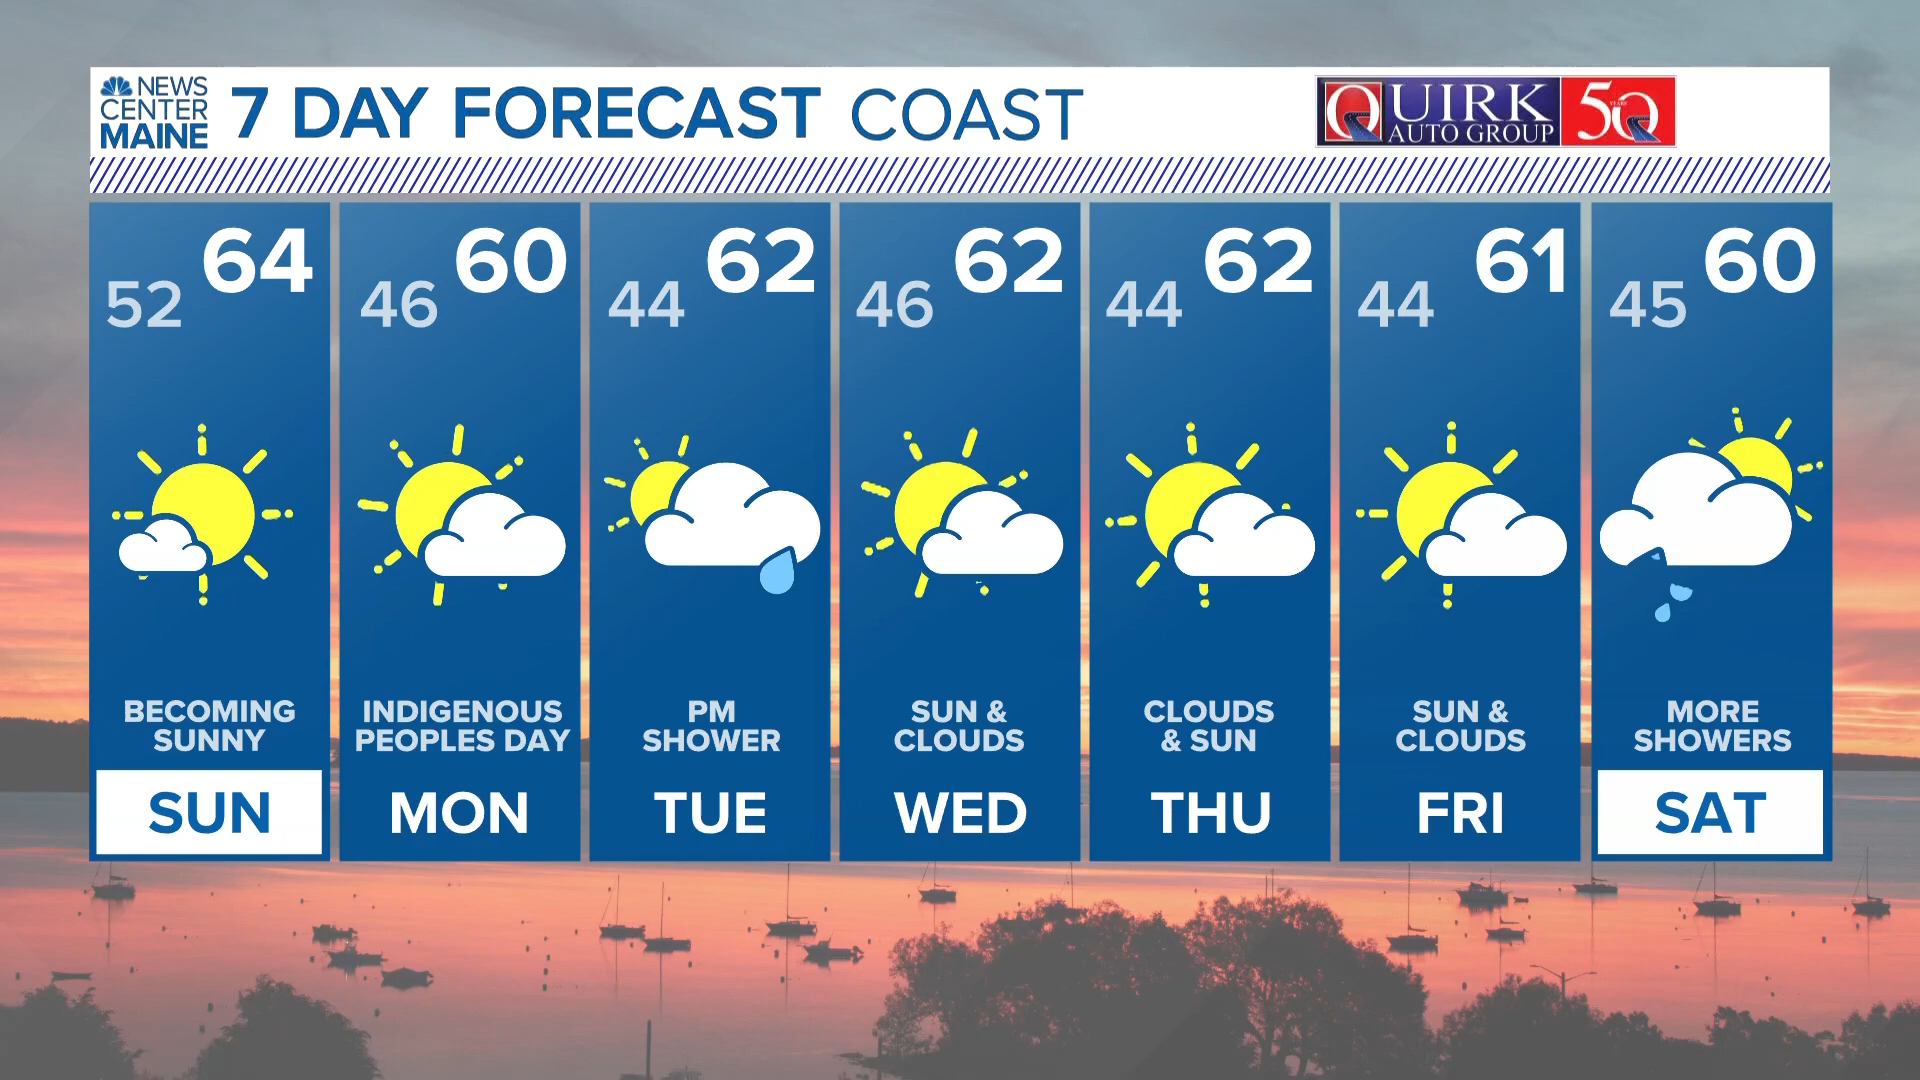 NEWS
CENTER
MAINE
7 DAY FORECAST COAST
QUIRK
AUTO GROUP
50
YEARS
52 64
46 60
44 62
46 62
44 62
44 61
45 60
BECOMING
SUNNY
SUN
INDIGENOUS
PEOPLES DAY
MON
PM
SHOWER
TUE
SUN &
CLOUDS
WED
CLOUDS
& SUN
THU
SUN &
CLOUDS
FRI
MORE
SHOWERS
SAT